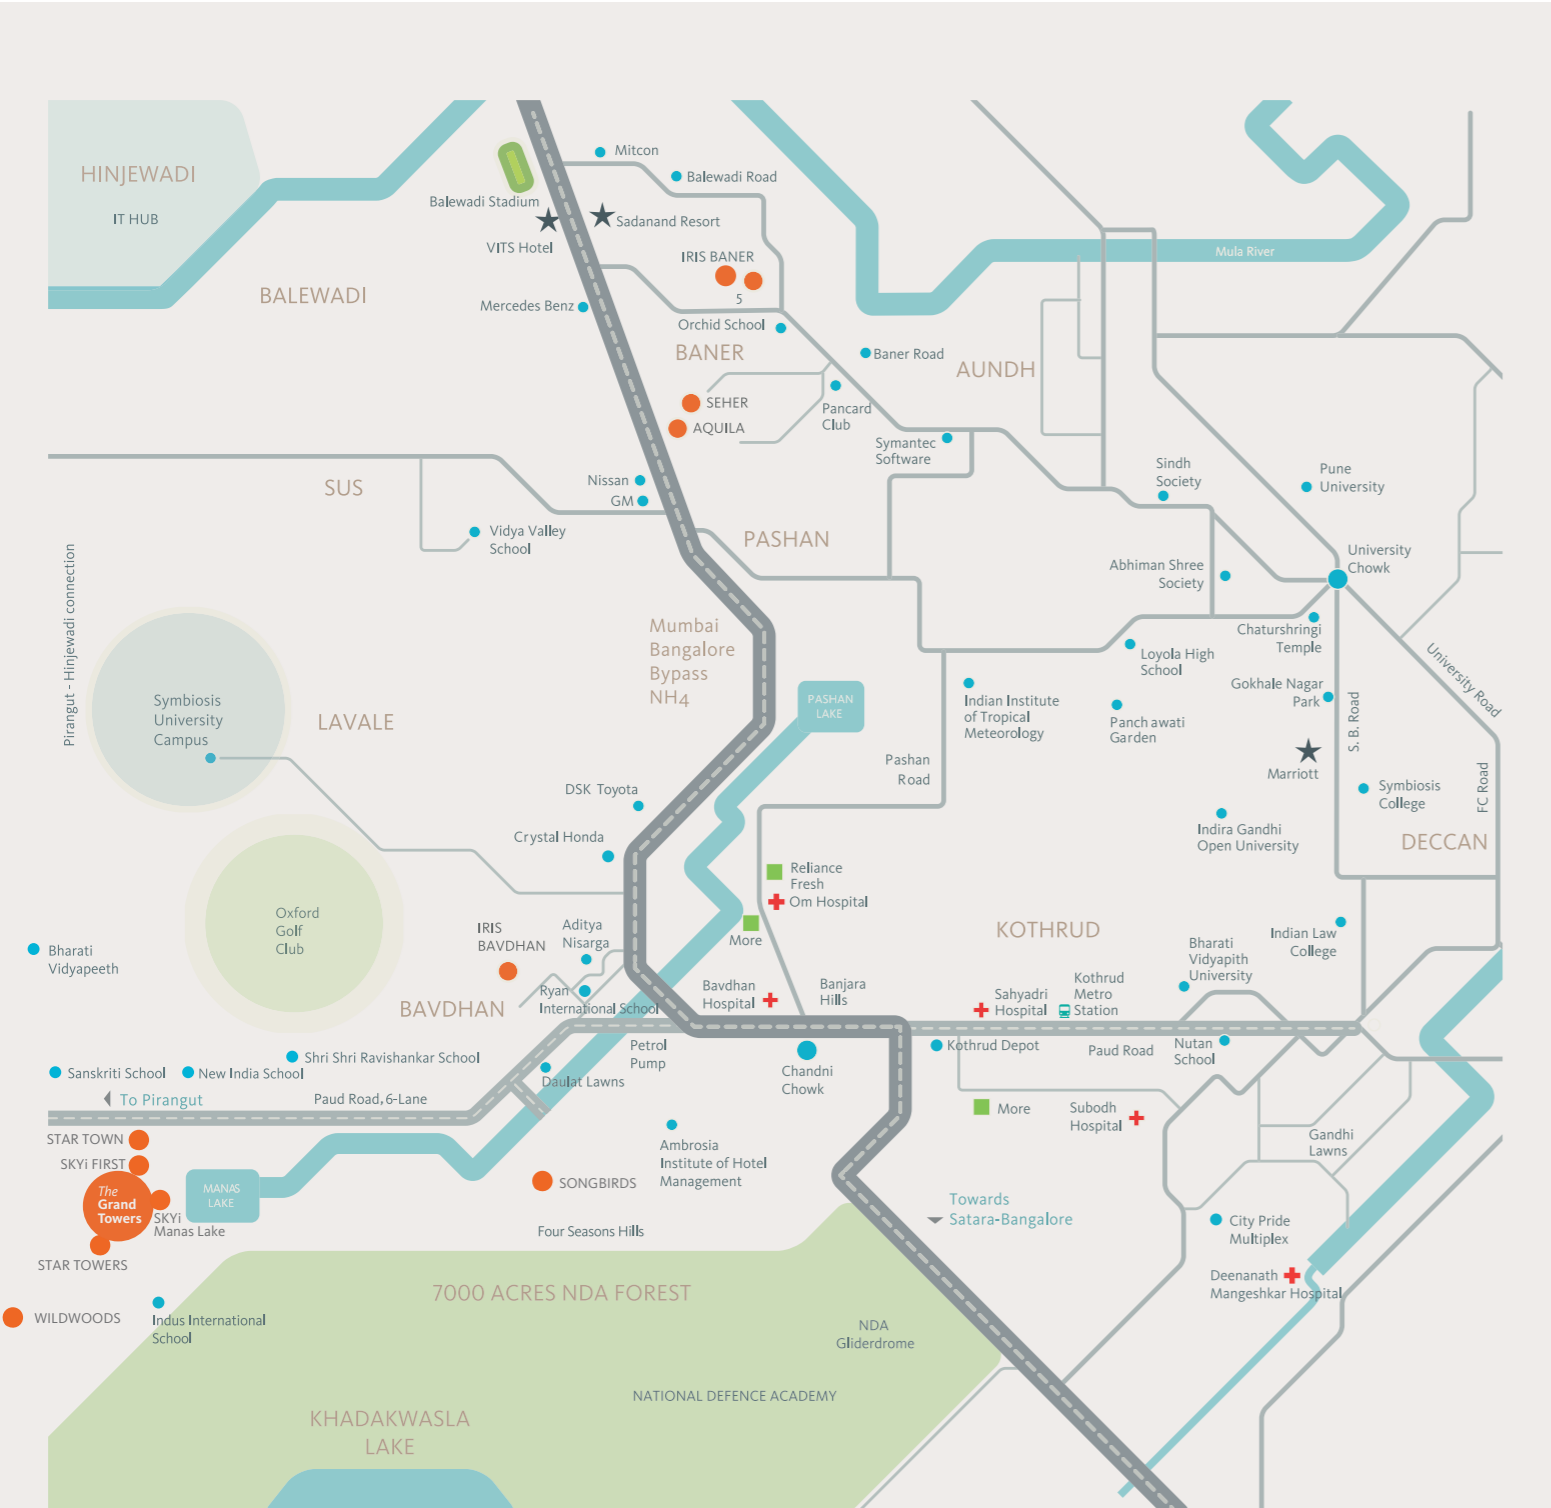 HINJEWADI
IT HUB
BALEWADI
Balewadi Stadium
VITS Hotel
Mitcon
Balewadi Road
Sadanand Resort
IRIS BANER
5
Mercedes Benz
Orchid School
BANER
Baner Road
AUNDH
Mula River
SEHER
AQUILA
Pancard
Club
Symantec
Software
SUS
Nissan
GM
Vidya Valley
School
PASHAN
Sindh
Society
Pune
University
University
Chowk
Abhiman Shree
Society
Pirangut - Hinjewadi connection
Symbiosis
University
Campus
LAVALE
Mumbai
Bangalore
Bypass
NH4
PASHAN
LAKE
Chaturshringi
Temple
Loyola High
School
University Road
Gokhale Nagar
Park
Indian Institute
of Tropical
Meteorology
Panch awati
Garden
S. B. Road
Marriott
Pashan
Road
FC Road
Symbiosis
College
DSK Toyota
Crystal Honda
Indira Gandhi
Open University
DECCAN
Reliance
Fresh
Om Hospital
More
Oxford
Golf
Club
IRIS
BAVDHAN
Aditya
Nisarga
KOTHRUD
Indian Law
College
Bharati
Vidyapith
University
Bharati
Vidyapeeth
BAVDHAN
Ryan
International School
Bavdhan
Hospital
Banjara
Hills
Sahyadri
Hospital
Kothrud
Metro
Station
Kothrud Depot
Paud Road
Nutan
School
Petrol
Pump
Shri Shri Ravishankar School
Sanskriti School
New India School
Daulat Lawns
Chandni
Chowk
To Pirangut
Paud Road, 6-Lane
More
Subodh
Hospital
Gandhi
Lawns
STAR TOWN
SKYi FIRST
The
Grand
Towers
SKYi
Manas Lake
MANAS
LAKE
STAR TOWERS
Ambrosia
Institute of Hotel
Management
SONGBIRDS
Four Seasons Hills
Towards
Satara-Bangalore
City Pride
Multiplex
Deenanath
Mangeshkar Hospital
WILDWOODS
Indus International
School
7000 ACRES NDA FOREST
NDA
Gliderdrome
NATIONAL DEFENCE ACADEMY
KHADAKWASLA
LAKE